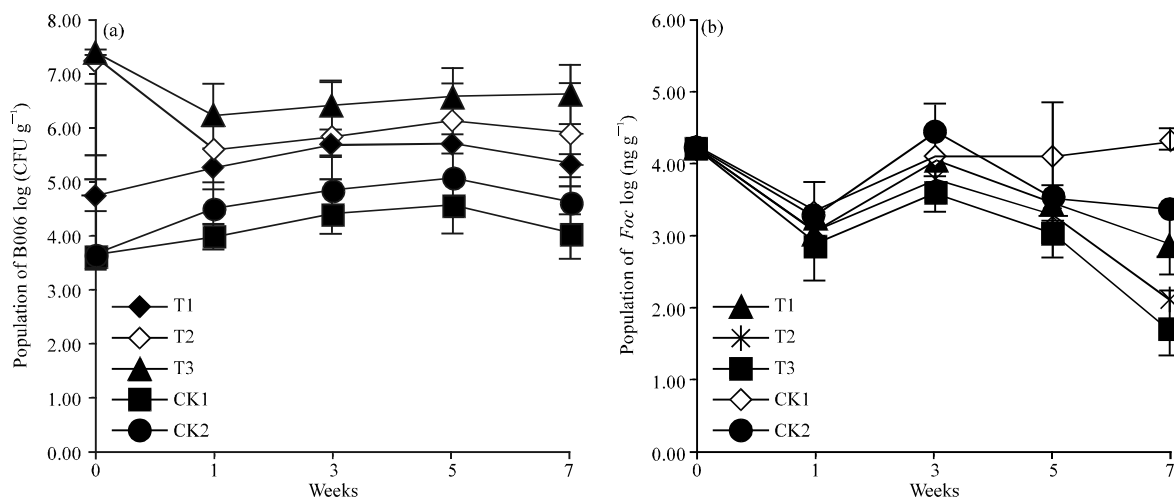 (a)
Population of B006 log (CFU g⁻¹)
8.00
7.00
6.00
5.00
4.00
3.00
2.00
1.00
0.00
T1
T2
T3
CK1
CK2
0 1 3 5 7
Weeks
(b)
Population of Foc log (ng g⁻¹)
6.00
5.00
4.00
3.00
2.00
1.00
0.00
T1
T2
T3
CK1
CK2
0 1 3 5 7
Weeks